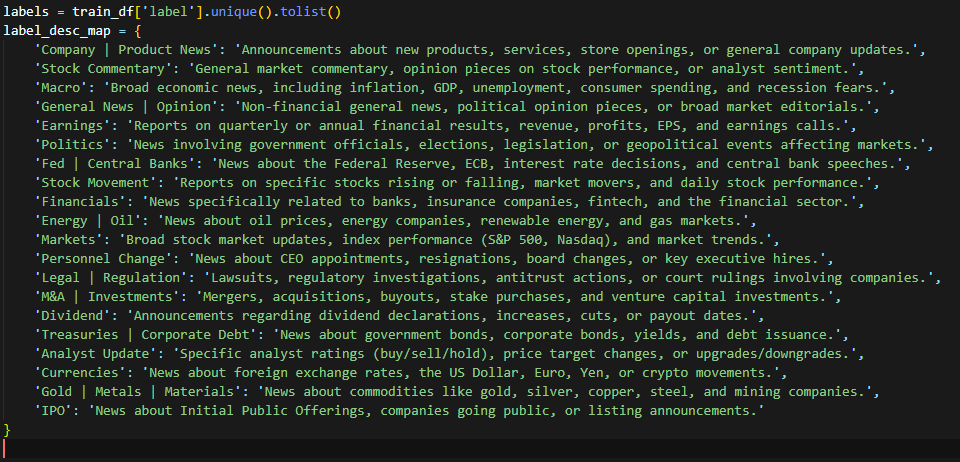 labels = train_df['label'].unique().tolist()
label_desc_map = {
    'Company | Product News': 'Announcements about new products, services, store openings, or general company updates.',
    'Stock Commentary': 'General market commentary, opinion pieces on stock performance, or analyst sentiment.',
    'Macro': 'Broad economic news, including inflation, GDP, unemployment, consumer spending, and recession fears.',
    'General News | Opinion': 'Non-financial general news, political opinion pieces, or broad market editorials.',
    'Earnings': 'Reports on quarterly or annual financial results, revenue, profits, EPS, and earnings calls.',
    'Politics': 'News involving government officials, elections, legislation, or geopolitical events affecting markets.',
    'Fed | Central Banks': 'News about the Federal Reserve, ECB, interest rate decisions, and central bank speeches.',
    'Stock Movement': 'Reports on specific stocks rising or falling, market movers, and daily stock performance.',
    'Financials': 'News specifically related to banks, insurance companies, fintech, and the financial sector.',
    'Energy | Oil': 'News about oil prices, energy companies, renewable energy, and gas markets.',
    'Markets': 'Broad stock market updates, index performance (S&P 500, Nasdaq), and market trends.',
    'Personnel Change': 'News about CEO appointments, resignations, board changes, or key executive hires.',
    'Legal | Regulation': 'Lawsuits, regulatory investigations, antitrust actions, or court rulings involving companies.',
    'M&A | Investments': 'Mergers, acquisitions, buyouts, stake purchases, and venture capital investments.',
    'Dividend': 'Announcements regarding dividend declarations, increases, cuts, or payout dates.',
    'Treasuries | Corporate Debt': 'News about government bonds, corporate bonds, yields, and debt issuance.',
    'Analyst Update': 'Specific analyst ratings (buy/sell/hold), price target changes, or upgrades/downgrades.',
    'Currencies': 'News about foreign exchange rates, the US Dollar, Euro, Yen, or crypto movements.',
    'Gold | Metals | Materials': 'News about commodities like gold, silver, copper, steel, and mining companies.',
    'IPO': 'News about Initial Public Offerings, companies going public, or listing announcements.'
}